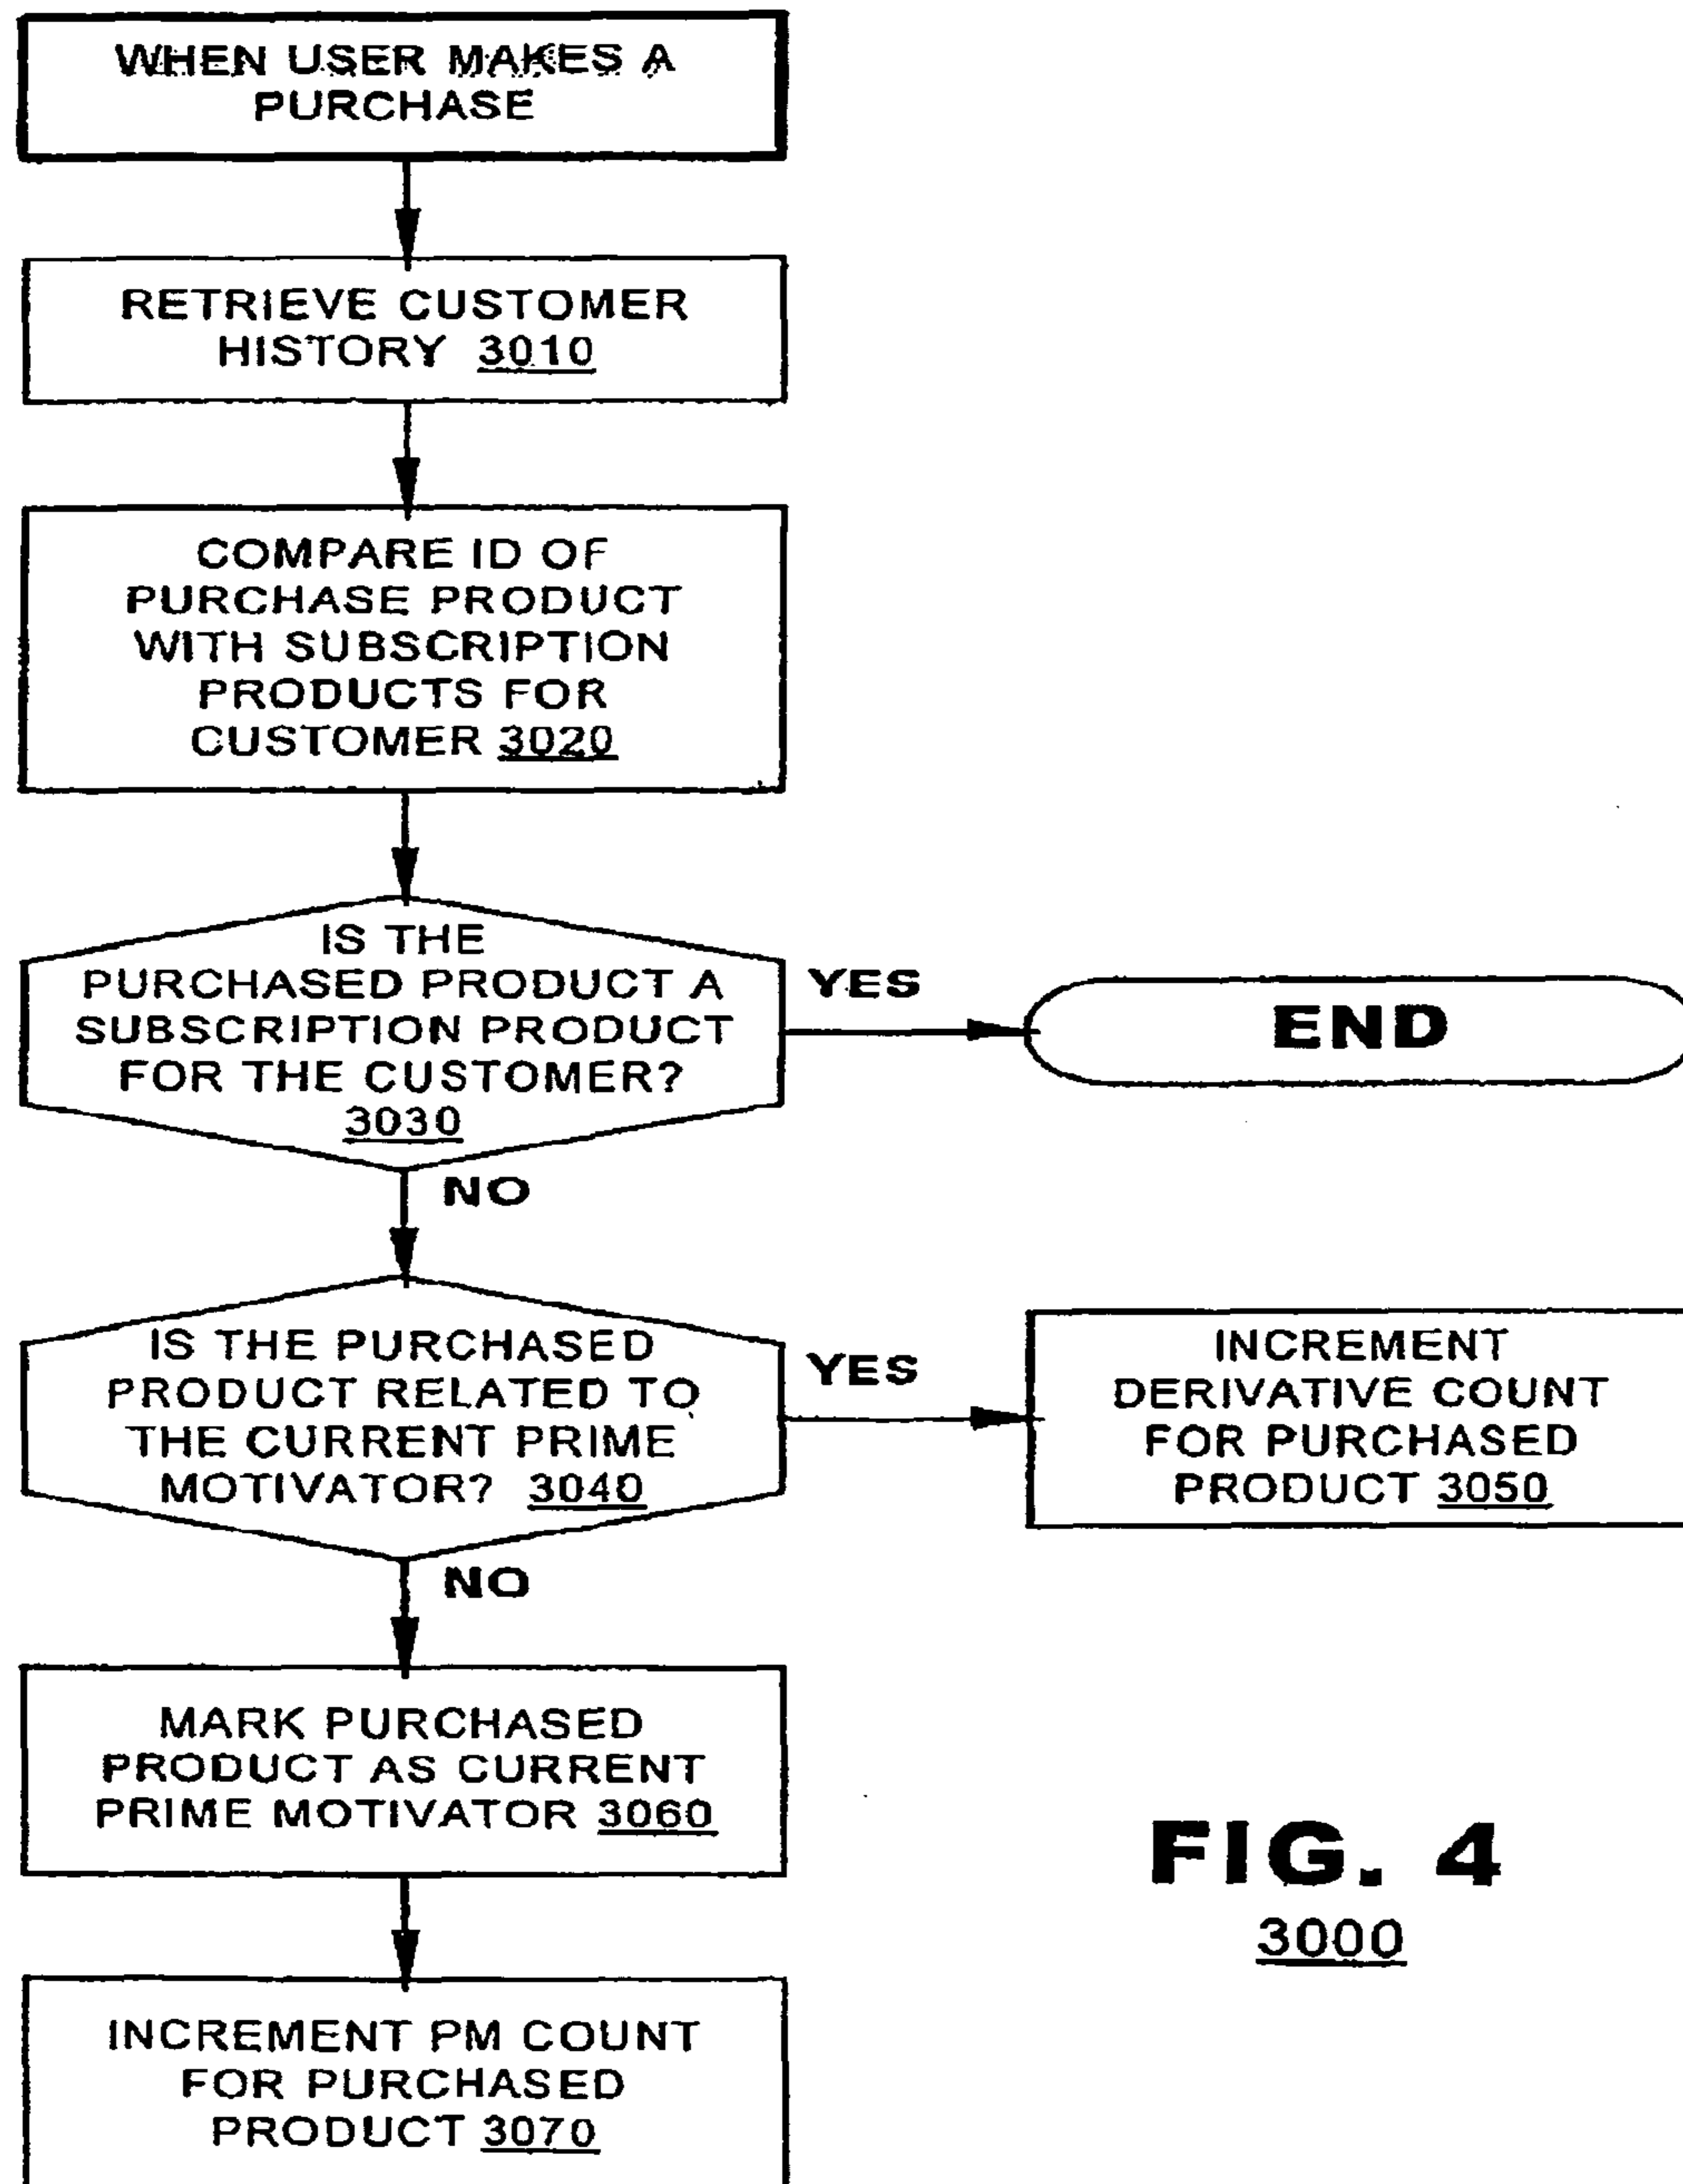 WHEN USER MAKES A
PURCHASE
RETRIEVE CUSTOMER
HISTORY 3010
COMPARE ID OF
PURCHASE PRODUCT
WITH SUBSCRIPTION
PRODUCTS FOR
CUSTOMER 3020
IS THE
PURCHASED PRODUCT A
SUBSCRIPTION PRODUCT
FOR THE CUSTOMER?
3030
YES
END
NO
IS THE PURCHASED
PRODUCT RELATED TO
THE CURRENT PRIME
MOTIVATOR? 3040
YES
INCREMENT
DERIVATIVE COUNT
FOR PURCHASED
PRODUCT 3050
NO
MARK PURCHASED
PRODUCT AS CURRENT
PRIME MOTIVATOR 3060
INCREMENT PM COUNT
FOR PURCHASED
PRODUCT 3070
FIG. 4
3000